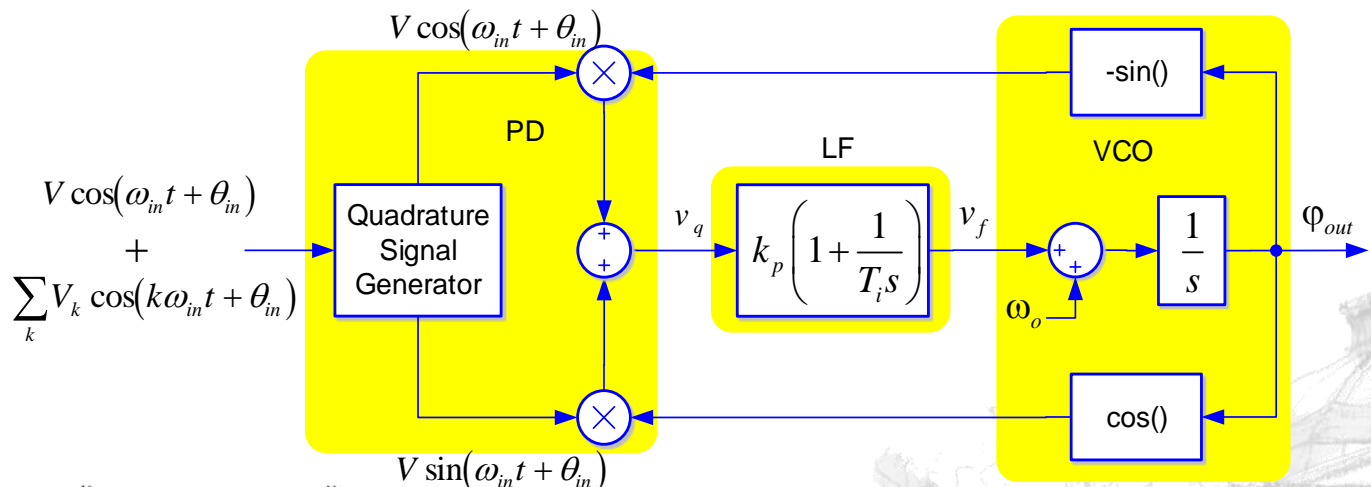 V cos(ω_in t + θ_in)
-sin()
PD
LF
VCO
V cos(ω_in t + θ_in)
+
∑_k V_k cos(kω_in t + θ_in)
Quadrature
Signal
Generator
+
+
v_q
k_p (1 + 1/(T_i s))
v_f
+
+
ω_o
1/s
φ_out
cos()
V sin(ω_in t + θ_in)